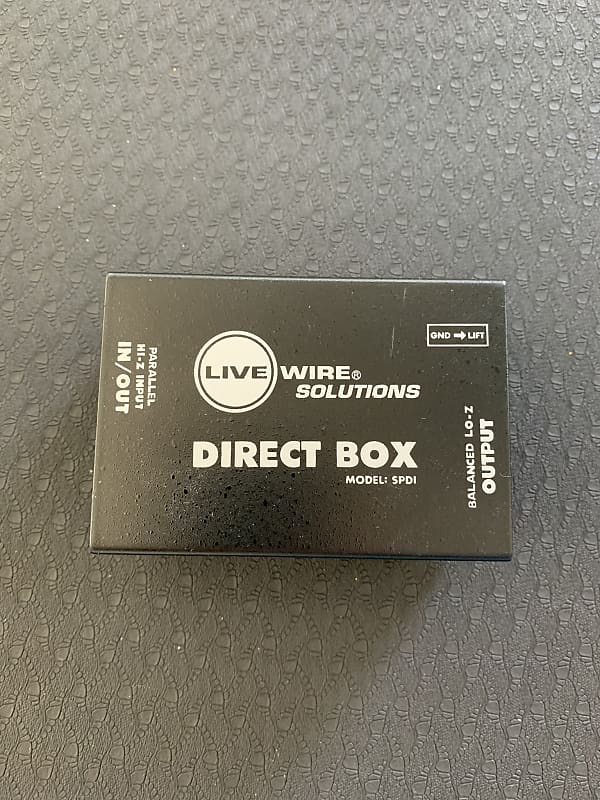 PARALLEL
HI-Z INPUT
IN/OUT
LIVE WIRE®
SOLUTIONS
DIRECT BOX
MODEL: SPDI
GND ➔ LIFT
BALANCED LO-Z
OUTPUT